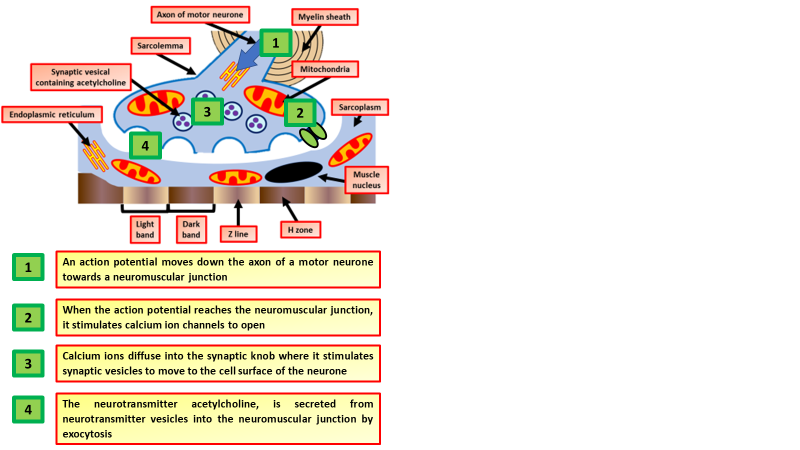 Axon of motor neurone
Myelin sheath
1
Sarcolemma
Synaptic vesical
containing acetylcholine
Mitochondria
3
2
Sarcoplasm
Endoplasmic reticulum
4
Muscle
nucleus
Light
band
Dark
band
Z line
H zone
1
An action potential moves down the axon of a motor neurone
towards a neuromuscular junction
2
When the action potential reaches the neuromuscular junction,
it stimulates calcium ion channels to open
3
Calcium ions diffuse into the synaptic knob where it stimulates
synaptic vesicles to move to the cell surface of the neurone
4
The neurotransmitter acetylcholine, is secreted from
neurotransmitter vesicles into the neuromuscular junction by
exocytosis